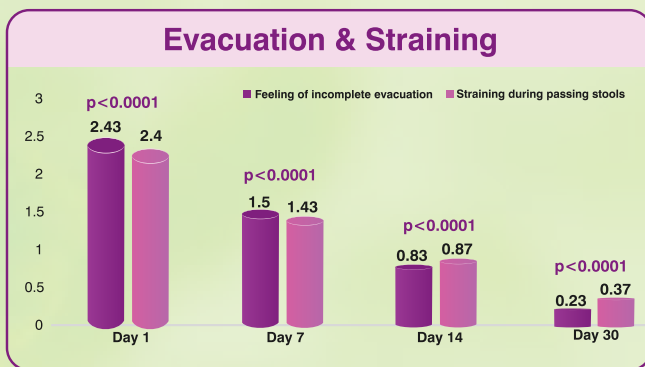 Evacuation & Straining
Feeling of incomplete evacuation Straining during passing stools
3
2.5
2
1.5
1
0.5
0
p<0.0001
2.43 2.4
p<0.0001
1.5 1.43
p<0.0001
0.83 0.87
p<0.0001
0.23 0.37
Day 1 Day 7 Day 14 Day 30